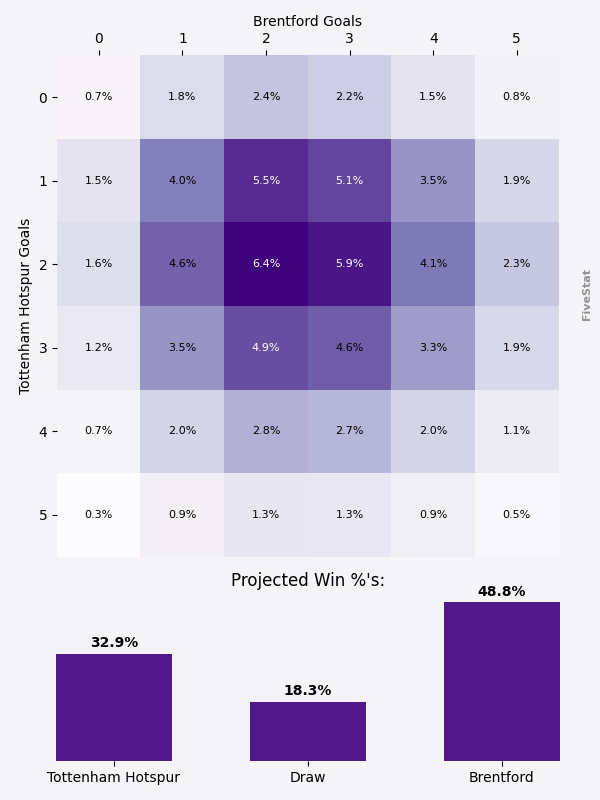 Brentford Goals
0 1 2 3 4 5
0 0.7% 1.8% 2.4% 2.2% 1.5% 0.8%
1 1.5% 4.0% 5.5% 5.1% 3.5% 1.9%
2 1.6% 4.6% 6.4% 5.9% 4.1% 2.3%
3 1.2% 3.5% 4.9% 4.6% 3.3% 1.9%
4 0.7% 2.0% 2.8% 2.7% 2.0% 1.1%
5 0.3% 0.9% 1.3% 1.3% 0.9% 0.5%
Tottenham Hotspur Goals
FiveStat
Projected Win %'s:
32.9% 18.3% 48.8%
Tottenham Hotspur Draw Brentford